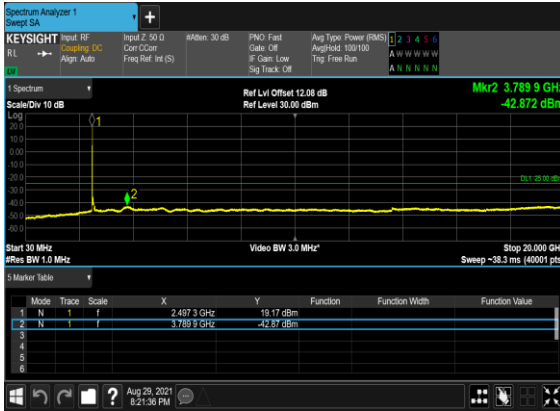 Spectrum Analyzer 1
Swept SA
+
KEYSIGHT Input: RF Input Z: 50 Ω #Atten: 30 dB PNO: Fast Avg Type: Power (RMS) 1 2 3 4 5 6
RL Coupling: DC Corr CCorr Gate: Off Avg|Hold: 100/100 A W W W W W
Align: Auto Freq Ref: Int (S) IF Gain: Low Trig: Free Run
Sig Track: Off A N N N N N
1 Spectrum Ref Lvl Offset 12.08 dB Mkr2 3.789 9 GHz
Scale/Div 10 dB Ref Level 30.00 dBm -42.872 dBm
Log
20.0
10.0
0.00
-10.0
-20.0
-30.0
-40.0
-50.0
-60.0
1
2
Start 30 MHz Video BW 3.0 MHz* Stop 20.000 GHz
#Res BW 1.0 MHz Sweep ~38.3 ms (40001 pts)
5 Marker Table
Mode Trace Scale X Y Function Function Width Function Value
1 N 1 f 2.497 3 GHz 19.17 dBm
2 N 1 f 3.789 9 GHz -42.87 dBm
3
4
5
6
? Aug 29, 2021
8:21:36 PM